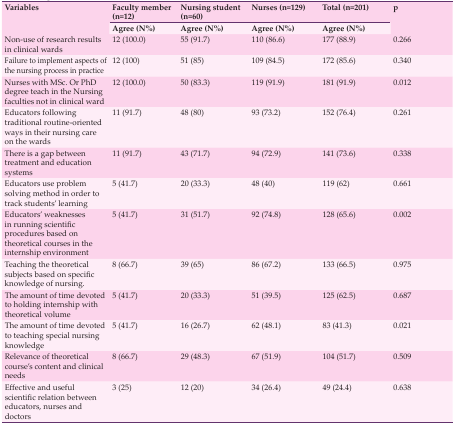 Variables Faculty member (n=12) Nursing student (n=60) Nurses (n=129) Total (n=201) p
Agree (N%) Agree (N%) Agree (N%) Agree (N%)
Non-use of research results 12 (100.0) 55 (91.7) 110 (86.6) 177 (88.9) 0.266
in clinical wards
Failure to implement aspects of 12 (100) 51 (85) 109 (84.5) 172 (85.6) 0.340
the nursing process in practice
Nurses with MSc. Or PhD 12 (100.0) 50 (83.3) 119 (91.9) 181 (91.9) 0.012
degree teach in the Nursing
faculties not in clinical ward
Educators following 11 (91.7) 48 (80) 93 (73.2) 152 (76.4) 0.261
traditional routine-oriented
ways in their nursing care
on the wards
There is a gap between 11 (91.7) 43 (71.7) 94 (72.9) 141 (73.6) 0.338
treatment and education
systems
Educators use problem 5 (41.7) 20 (33.3) 48 (40) 119 (62) 0.661
solving method in order to
track students' learning
Educators' weaknesses 5 (41.7) 31 (51.7) 92 (74.8) 128 (65.6) 0.002
in running scientific
procedures based on
theoretical courses in the
internship environment
Teaching the theoretical 8 (66.7) 39 (65) 86 (67.2) 133 (66.5) 0.975
subjects based on specific
knowledge of nursing.
The amount of time devoted 5 (41.7) 20 (33.3) 51 (39.5) 125 (62.5) 0.687
to holding internship with
theoretical volume
The amount of time devoted 5 (41.7) 16 (26.7) 62 (48.1) 83 (41.3) 0.021
to teaching special nursing
knowledge
Relevance of theoretical 8 (66.7) 29 (48.3) 67 (51.9) 104 (51.7) 0.509
course's content and clinical
needs
Effective and useful 3 (25) 12 (20) 34 (26.4) 49 (24.4) 0.638
scientific relation between
educators, nurses and
doctors